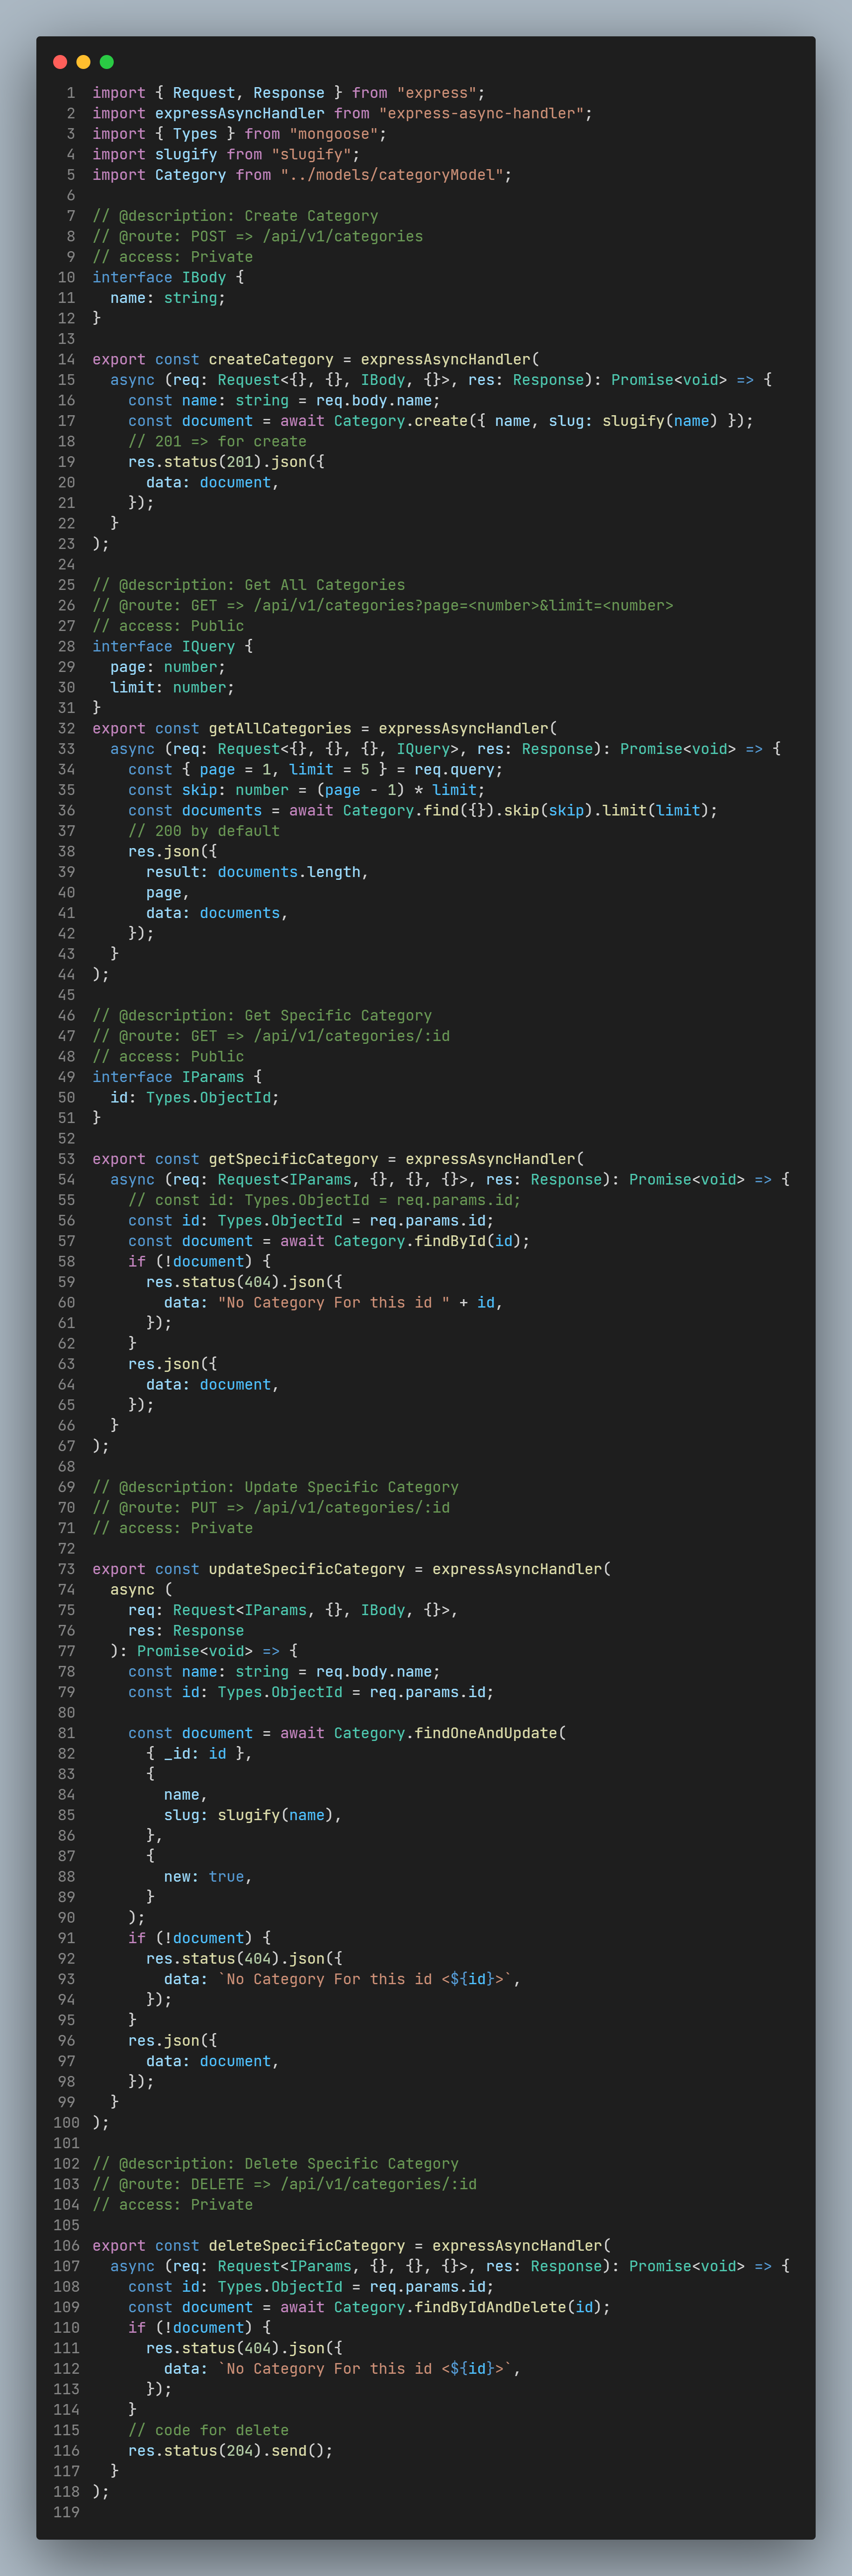 1 import { Request, Response } from "express";
2 import expressAsyncHandler from "express-async-handler";
3 import { Types } from "mongoose";
4 import slugify from "slugify";
5 import Category from "../models/categoryModel";
6
7 // @description: Create Category
8 // @route: POST => /api/v1/categories
9 // access: Private
10 interface IBody {
11   name: string;
12 }
13
14 export const createCategory = expressAsyncHandler(
15   async (req: Request<{}, {}, IBody, {}>, res: Response): Promise<void> => {
16     const name: string = req.body.name;
17     const document = await Category.create({ name, slug: slugify(name) });
18     // 201 => for create
19     res.status(201).json({
20       data: document,
21     });
22   }
23 );
24
25 // @description: Get All Categories
26 // @route: GET => /api/v1/categories?page=<number>&limit=<number>
27 // access: Public
28 interface IQuery {
29   page: number;
30   limit: number;
31 }
32 export const getAllCategories = expressAsyncHandler(
33   async (req: Request<{}, {}, {}, IQuery>, res: Response): Promise<void> => {
34     const { page = 1, limit = 5 } = req.query;
35     const skip: number = (page - 1) * limit;
36     const documents = await Category.find({}).skip(skip).limit(limit);
37     // 200 by default
38     res.json({
39       result: documents.length,
40       page,
41       data: documents,
42     });
43   }
44 );
45
46 // @description: Get Specific Category
47 // @route: GET => /api/v1/categories/:id
48 // access: Public
49 interface IParams {
50   id: Types.ObjectId;
51 }
52
53 export const getSpecificCategory = expressAsyncHandler(
54   async (req: Request<IParams, {}, {}, {}>, res: Response): Promise<void> => {
55     // const id: Types.ObjectId = req.params.id;
56     const id: Types.ObjectId = req.params.id;
57     const document = await Category.findById(id);
58     if (!document) {
59       res.status(404).json({
60         data: "No Category For this id " + id,
61       });
62     }
63     res.json({
64       data: document,
65     });
66   }
67 );
68
69 // @description: Update Specific Category
70 // @route: PUT => /api/v1/categories/:id
71 // access: Private
72
73 export const updateSpecificCategory = expressAsyncHandler(
74   async (
75     req: Request<IParams, {}, IBody, {}>,
76     res: Response
77   ): Promise<void> => {
78     const name: string = req.body.name;
79     const id: Types.ObjectId = req.params.id;
80
81     const document = await Category.findOneAndUpdate(
82       { _id: id },
83       {
84         name,
85         slug: slugify(name),
86       },
87       {
88         new: true,
89       }
90     );
91     if (!document) {
92       res.status(404).json({
93         data: `No Category For this id <${id}>`,
94       });
95     }
96     res.json({
97       data: document,
98     });
99   }
100 );
101
102 // @description: Delete Specific Category
103 // @route: DELETE => /api/v1/categories/:id
104 // access: Private
105
106 export const deleteSpecificCategory = expressAsyncHandler(
107   async (req: Request<IParams, {}, {}, {}>, res: Response): Promise<void> => {
108     const id: Types.ObjectId = req.params.id;
109     const document = await Category.findByIdAndDelete(id);
110     if (!document) {
111       res.status(404).json({
112         data: `No Category For this id <${id}>`,
113       });
114     }
115     // code for delete
116     res.status(204).send();
117   }
118 );
119